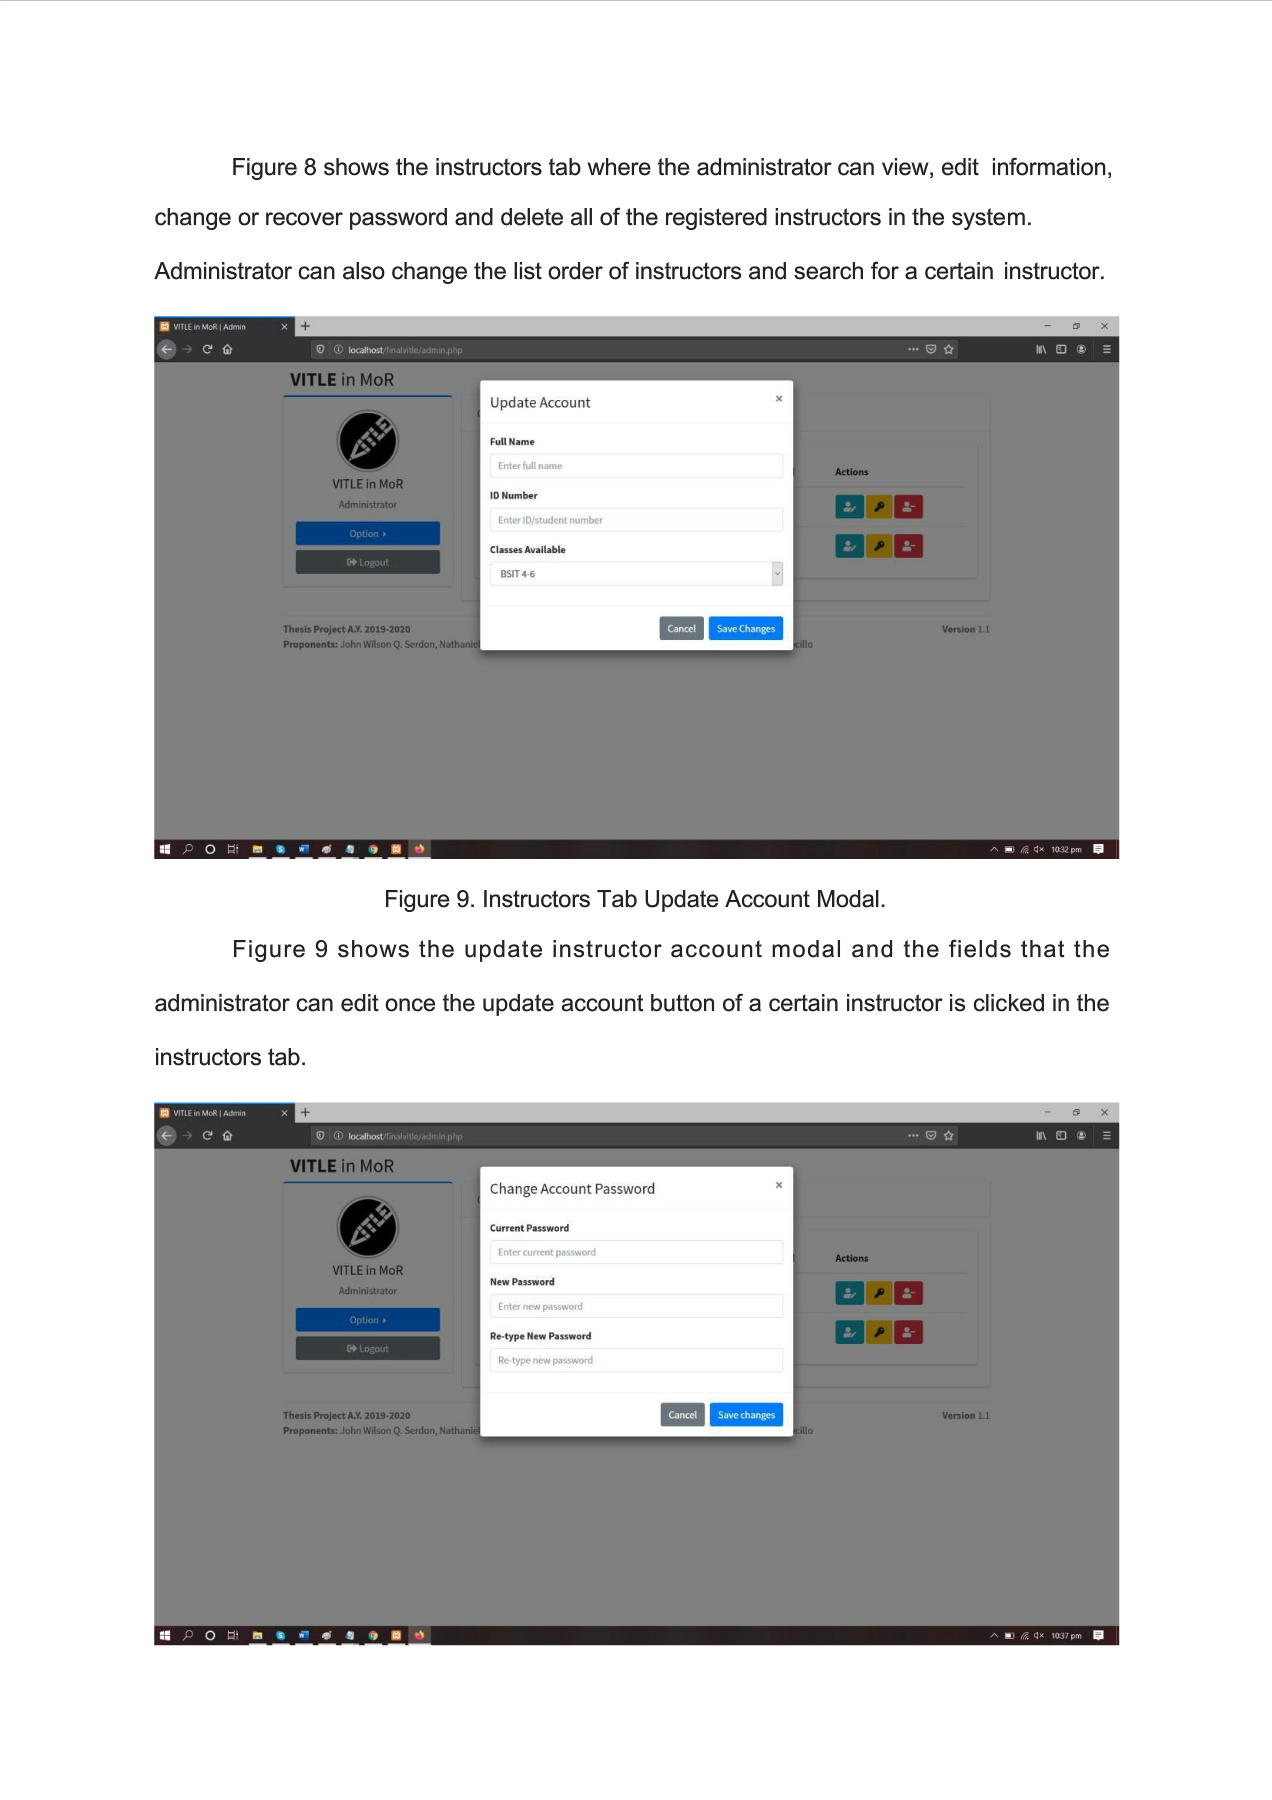 Figure 8 shows the instructors tab where the administrator can view, edit information,
change or recover password and delete all of the registered instructors in the system.
Administrator can also change the list order of instructors and search for a certain instructor.
VITLE in MoR | Admin
localhost/finalvitle/admin.php
VITLE in MoR
Update Account
Full Name
Enter full name
ID Number
Enter ID/student number
Classes Available
BSIT 4-6
Cancel Save Changes
VITLE in MoR
Administrator
Option
Logout
Actions
Thesis Project A.Y. 2019-2020
Version 1.1
Proponents: John Wilson Q. Serdon, Nathaniel
cillo
10:32 pm
Figure 9. Instructors Tab Update Account Modal.
Figure 9 shows the update instructor account modal and the fields that the
administrator can edit once the update account button of a certain instructor is clicked in the
instructors tab.
VITLE in MoR | Admin
localhost/finalvitle/admin.php
VITLE in MoR
Change Account Password
Current Password
Enter current password
New Password
Enter new password
Re-type New Password
Re-type new password
Cancel Save changes
VITLE in MoR
Administrator
Option
Logout
Actions
Thesis Project A.Y. 2019-2020
Version 1.1
Proponents: John Wilson Q. Serdon, Nathaniel
cillo
10:37 pm